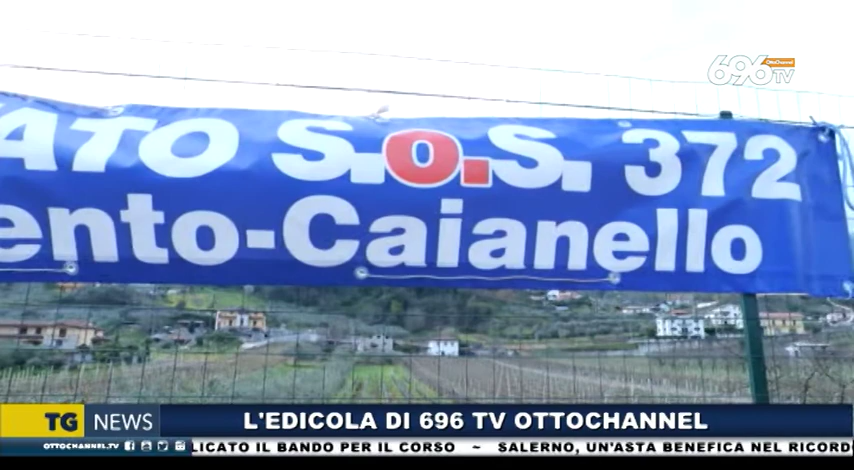 696 OttoChannel TV
ATO S.O.S. 372
ento-Caianello
TG NEWS
L'EDICOLA DI 696 TV OTTOCHANNEL
OTTOCHANNEL.TV
LICATO IL BANDO PER IL CORSO ~ SALERNO, UN'ASTA BENEFICA NEL RICORD